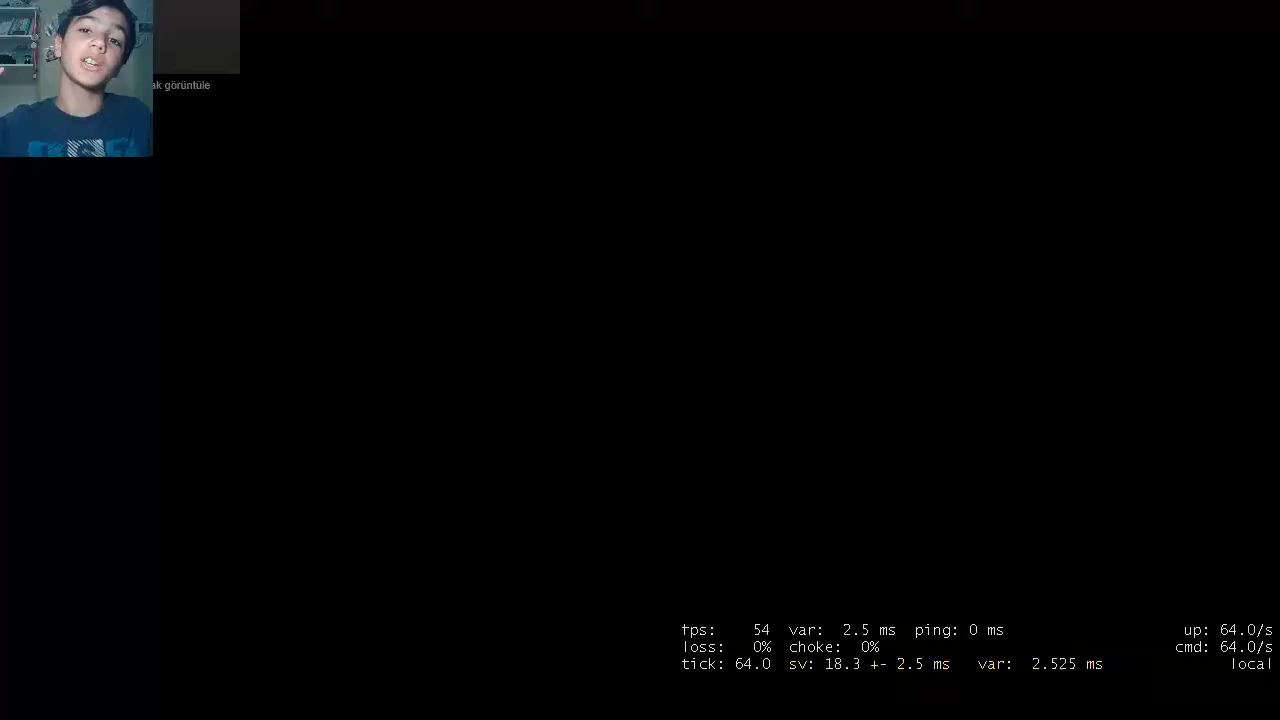 ak görüntüle
fps: 54 var: 2.5 ms ping: 0 ms up: 64.0/s
loss: 0% choke: 0% cmd: 64.0/s
tick: 64.0 sv: 18.3 +- 2.5 ms var: 2.525 ms local